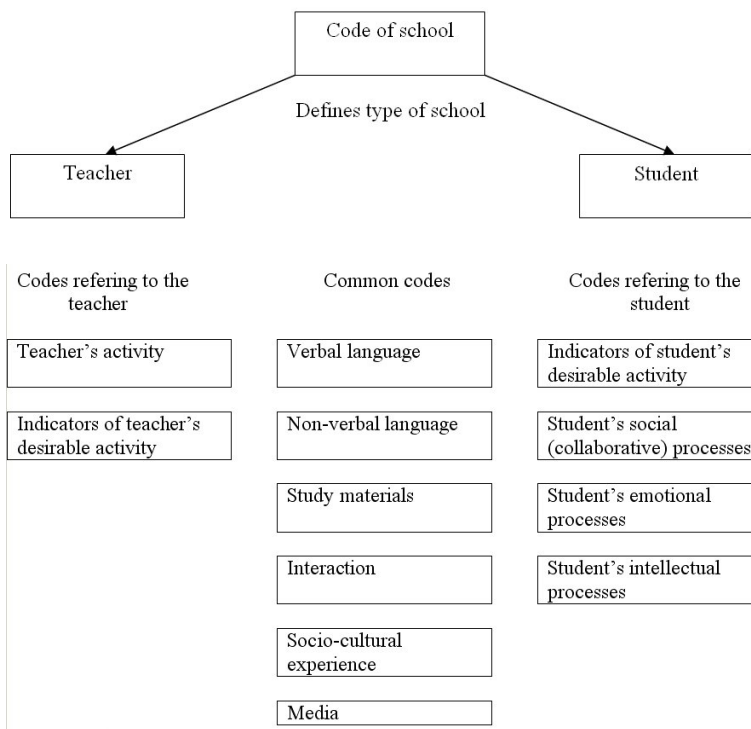 Code of school
Defines type of school
Teacher
Student
Codes refering to the
teacher
Common codes
Codes refering to the
student
Teacher's activity
Indicators of teacher's
desirable activity
Verbal language
Non-verbal language
Study materials
Interaction
Socio-cultural
experience
Media
Indicators of student's
desirable activity
Student's social
(collaborative) processes
Student's emotional
processes
Student's intellectual
processes